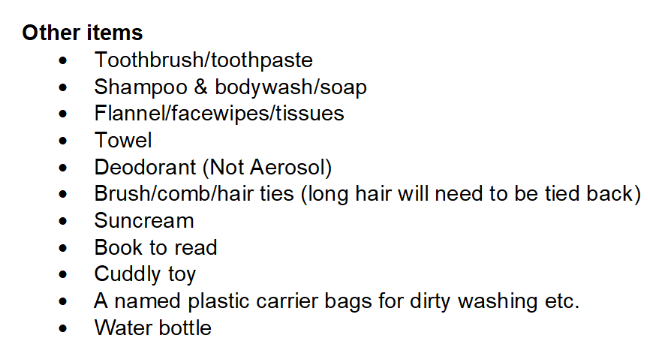 Other items
• Toothbrush/toothpaste
• Shampoo & bodywash/soap
• Flannel/facewipes/tissues
• Towel
• Deodorant (Not Aerosol)
• Brush/comb/hair ties (long hair will need to be tied back)
• Suncream
• Book to read
• Cuddly toy
• A named plastic carrier bags for dirty washing etc.
• Water bottle